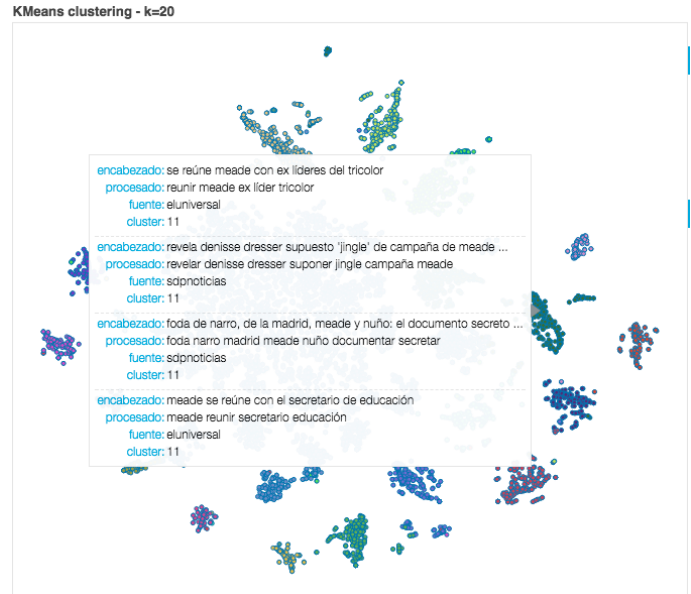 KMeans clustering - k=20
encabezado: se reúne meade con ex líderes del tricolor
procesado: reunir meade ex líder tricolor
fuente: eluniversal
cluster: 11
encabezado: revela denisse dresser supuesto 'jingle' de campaña de meade ...
procesado: revelar denisse dresser suponer jingle campaña meade
fuente: sdpnoticias
cluster: 11
encabezado: foda de narro, de la madrid, meade y nuño: el documento secreto ...
procesado: foda narro madrid meade nuño documentar secretar
fuente: sdpnoticias
cluster: 11
encabezado: meade se reúne con el secretario de educación
procesado: meade reunir secretario educación
fuente: eluniversal
cluster: 11